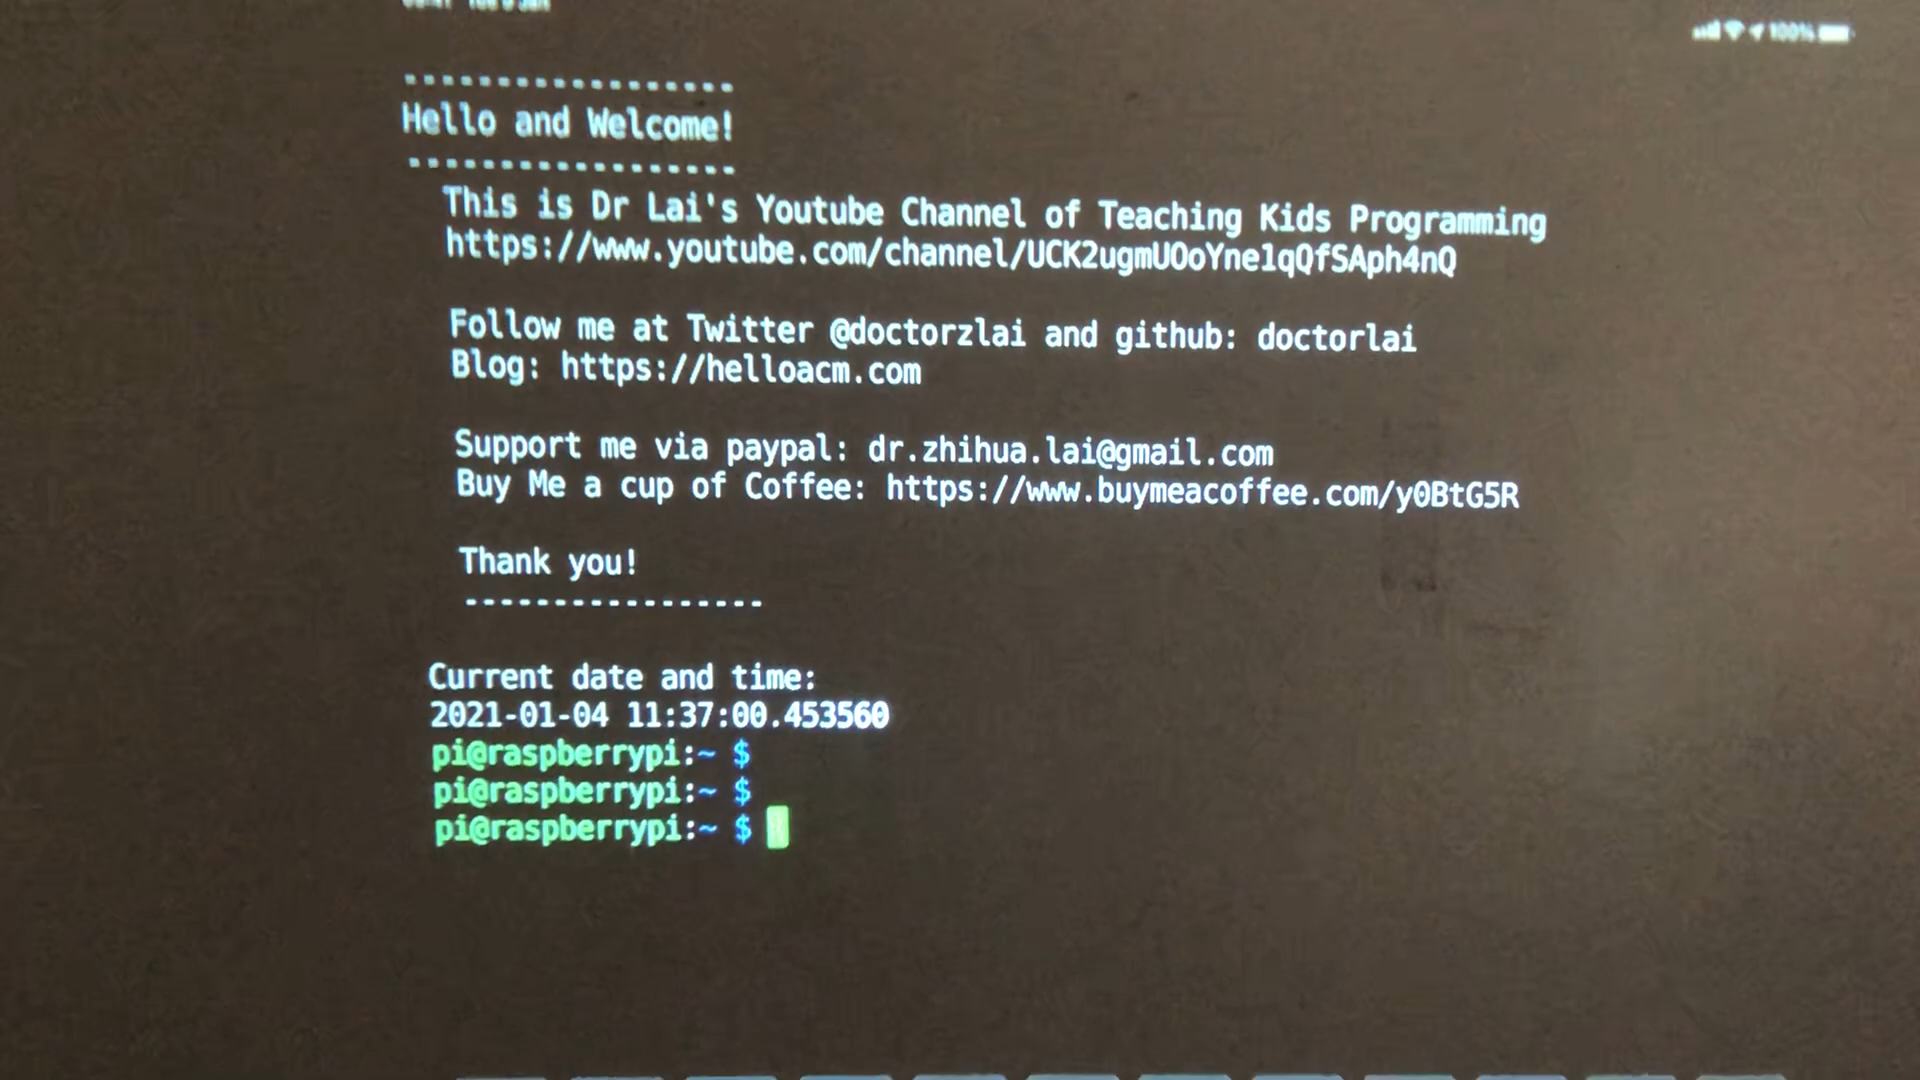 100%
------------------
Hello and Welcome!
------------------
This is Dr Lai's Youtube Channel of Teaching Kids Programming
https://www.youtube.com/channel/UCK2ugmUOoYne1qQfSAph4nQ
Follow me at Twitter @doctorzlai and github: doctorlai
Blog: https://helloacm.com
Support me via paypal: dr.zhihua.lai@gmail.com
Buy Me a cup of Coffee: https://www.buymeacoffee.com/y0BtG5R
Thank you!
-----------------
Current date and time:
2021-01-04 11:37:00.453560
pi@raspberrypi:~ $
pi@raspberrypi:~ $
pi@raspberrypi:~ $